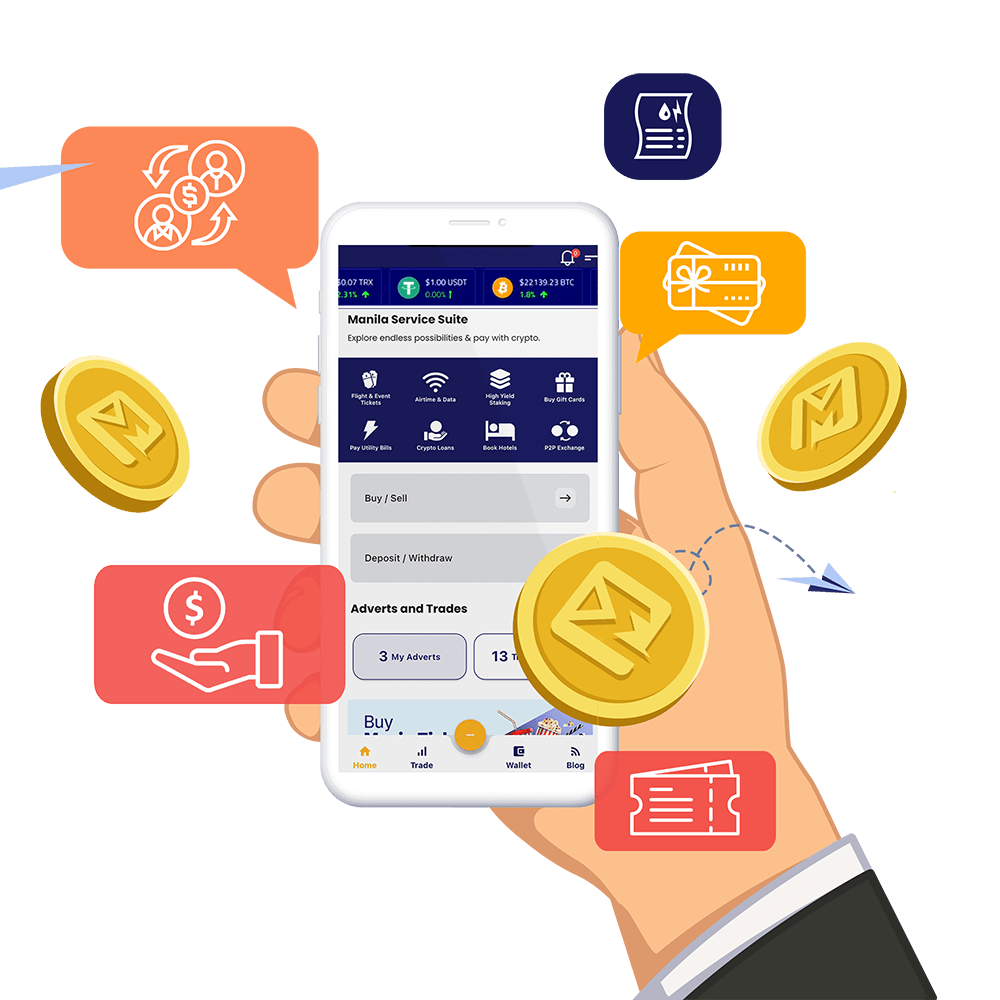 $0.07 TRX
2.31%
$1.00 USDT
0.00%
$22139.23 BTC
1.8%
Manila Service Suite
Explore endless possibilities & pay with crypto.
Flight & Event
Tickets
Airtime & Data
High Yield
Staking
Buy Gift Cards
Pay Utility Bills
Crypto Loans
Book Hotels
P2P Exchange
Buy / Sell
Deposit / Withdraw
Adverts and Trades
3 My Adverts
13
Buy
Home
Trade
Wallet
Blog